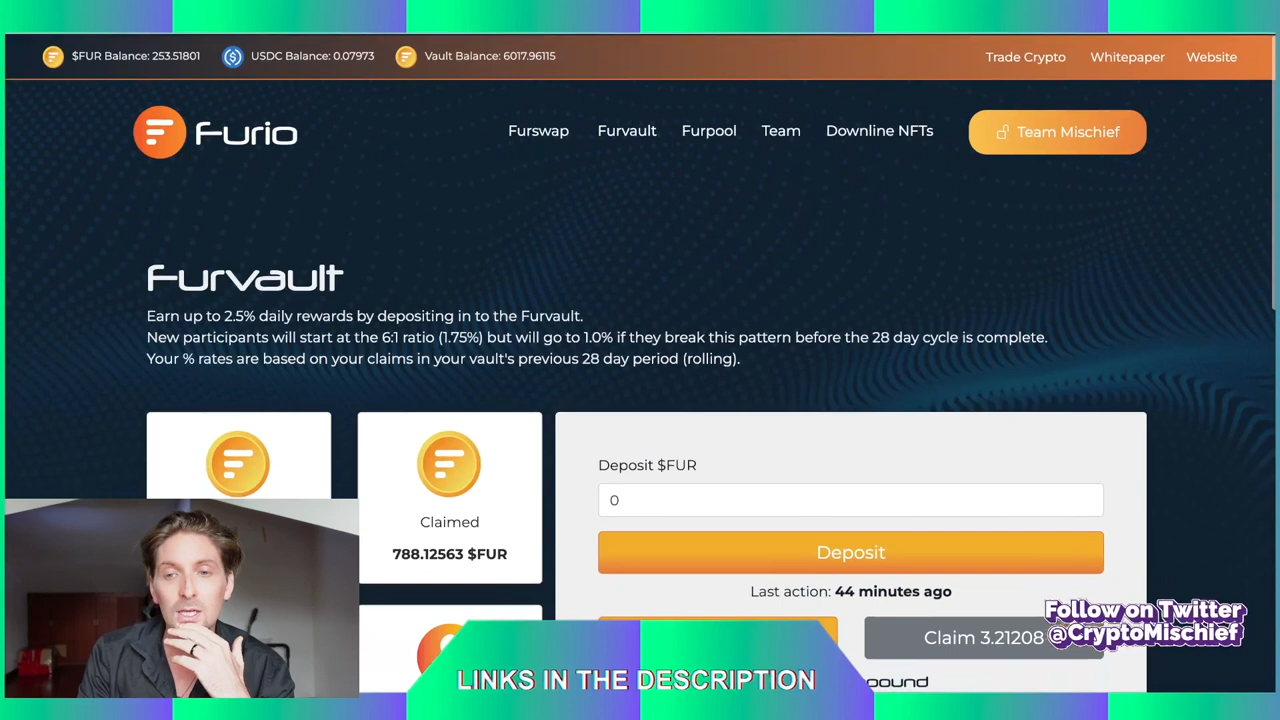 $FUR Balance: 253.51801 USDC Balance: 0.07973 Vault Balance: 6017.96115 Trade Crypto Whitepaper Website
Furio Furswap Furvault Furpool Team Downline NFTs Team Mischief
Furvault
Earn up to 2.5% daily rewards by depositing in to the Furvault.
New participants will start at the 6:1 ratio (1.75%) but will go to 1.0% if they break this pattern before the 28 day cycle is complete.
Your % rates are based on your claims in your vault's previous 28 day period (rolling).
Deposit $FUR
0
Claimed
788.12563 $FUR
Deposit
Last action: 44 minutes ago
Claim 3.21208
Follow on Twitter
@CryptoMischief
LINKS IN THE DESCRIPTION